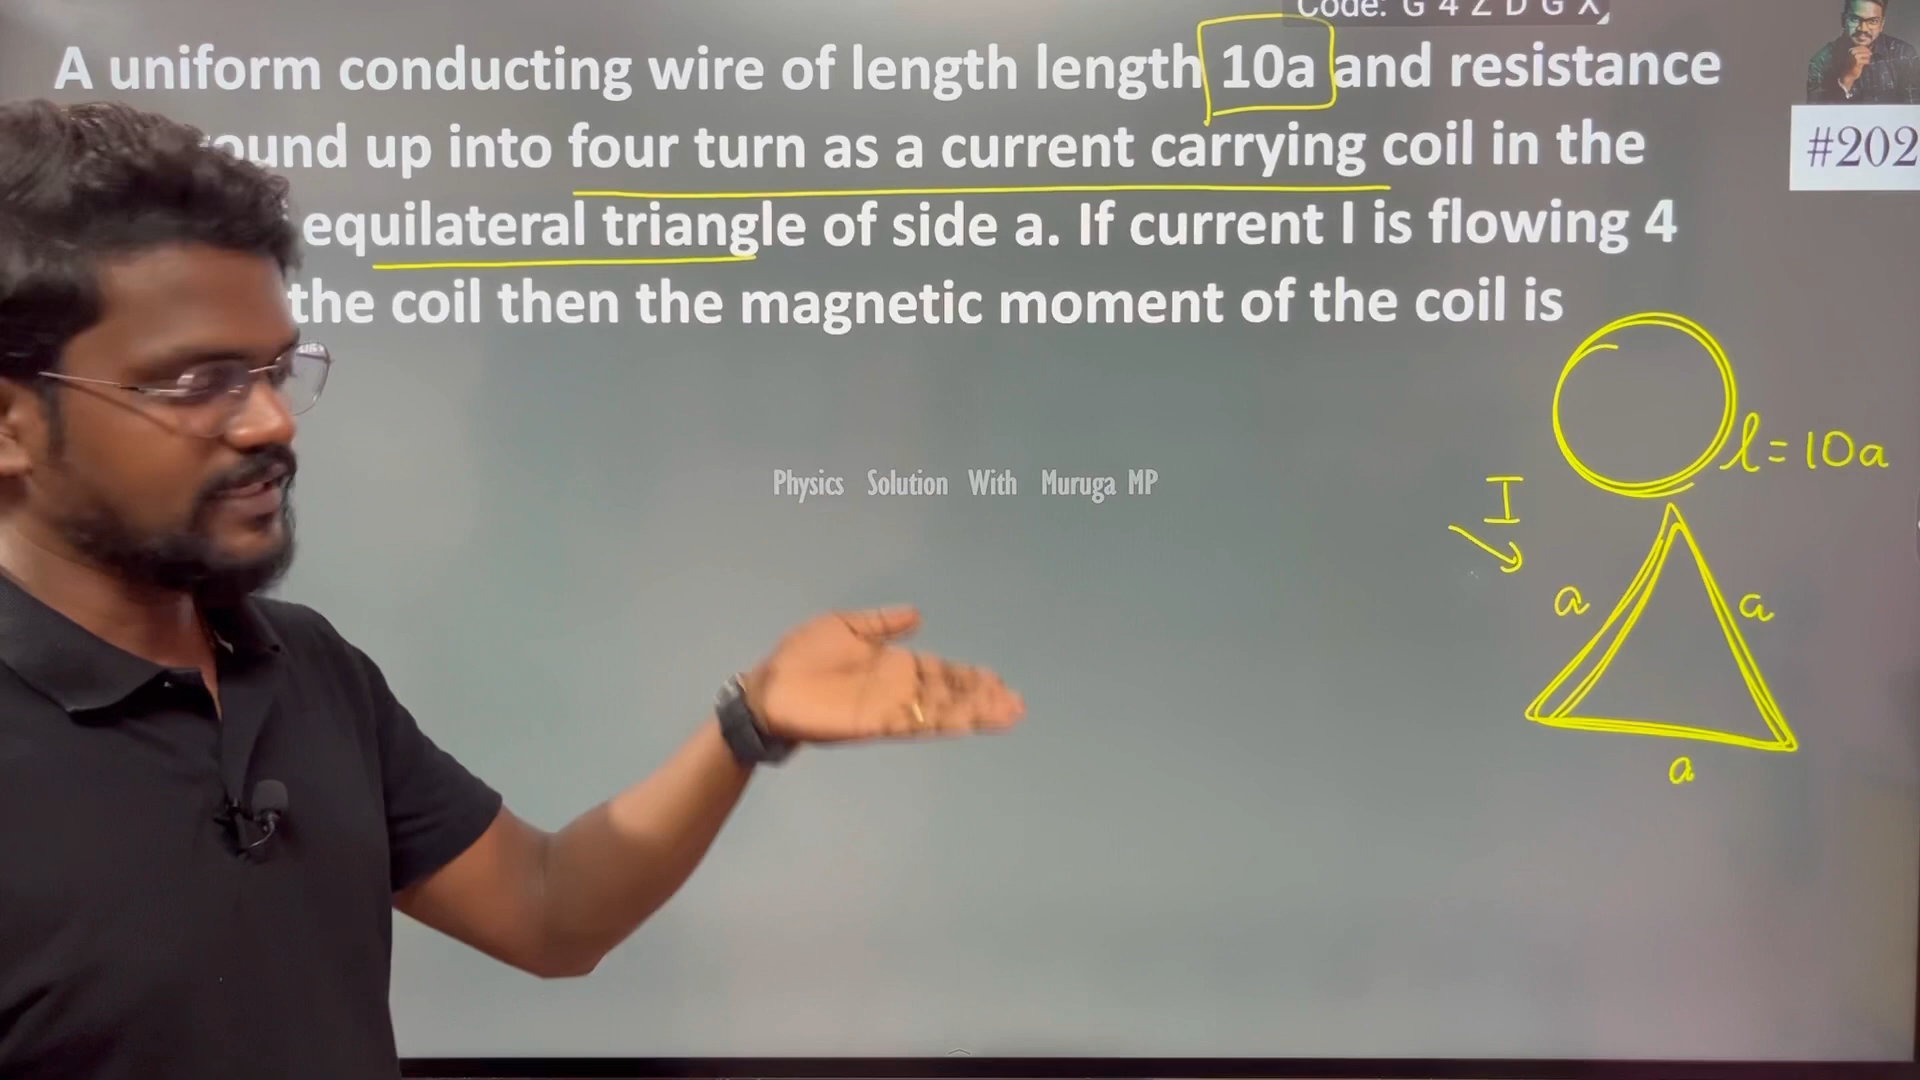 Code: G 4 Z D G X
A uniform conducting wire of length length 10a and resistance
ound up into four turn as a current carrying coil in the
#202
equilateral triangle of side a. If current I is flowing 4
the coil then the magnetic moment of the coil is
l = 10a
Physics Solution With Muruga MP
I
a
a
a